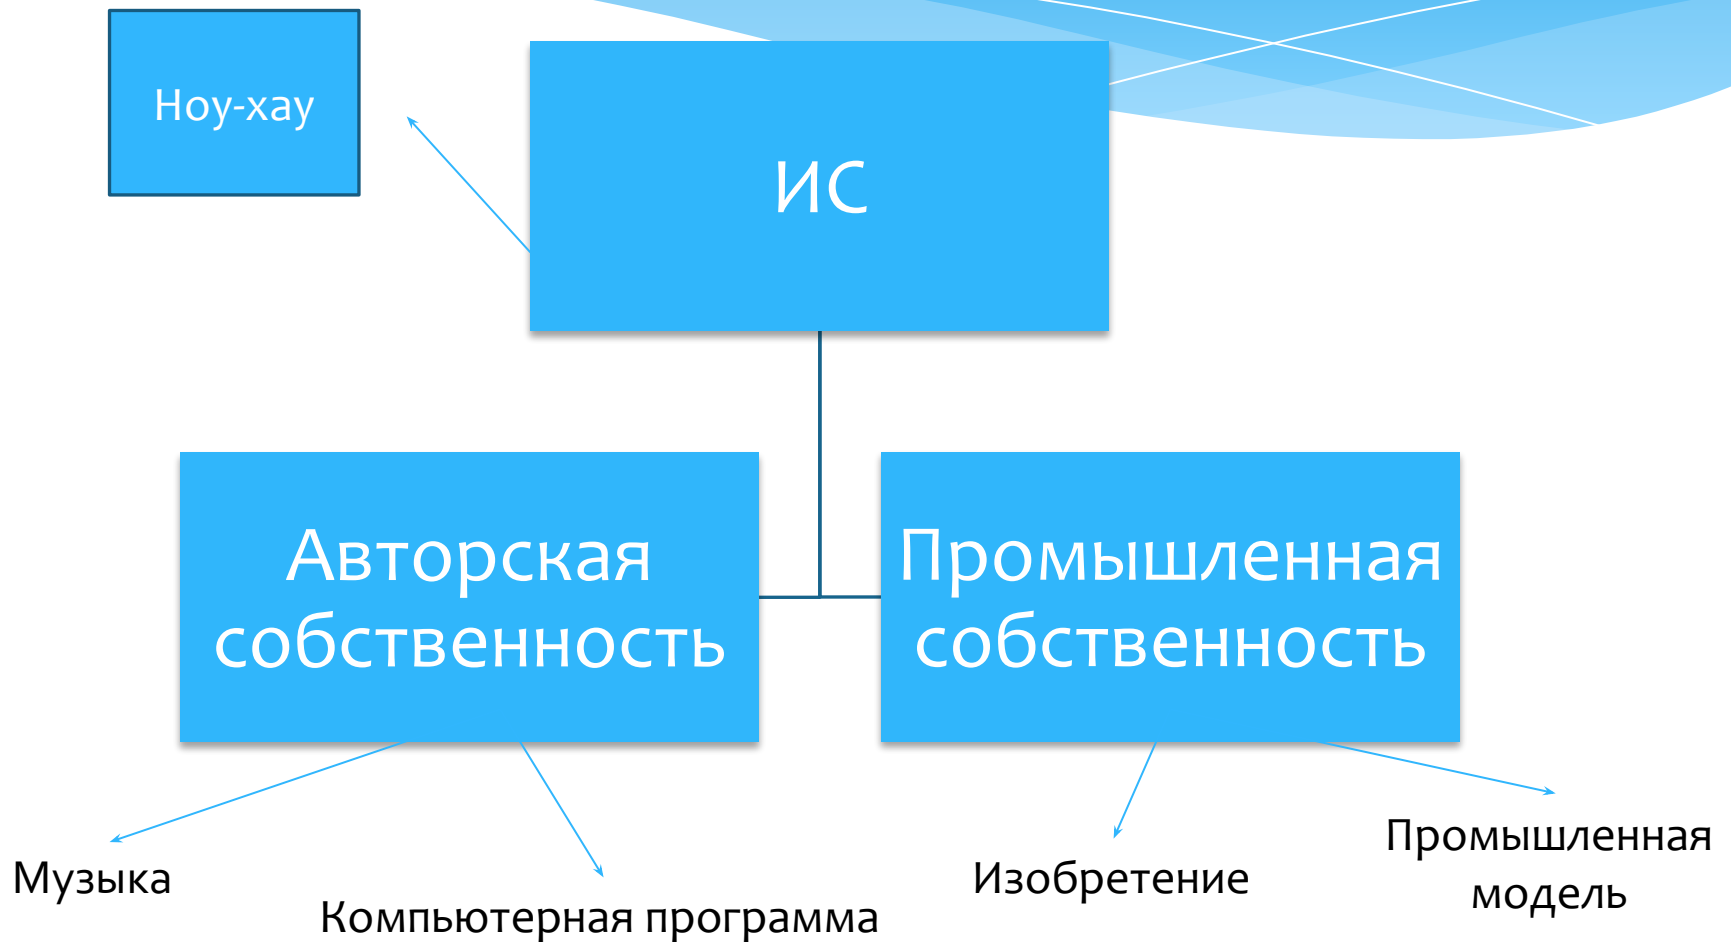 Ноу-хау
ИС
Авторская
собственность
Промышленная
собственность
Музыка
Компьютерная программа
Изобретение
Промышленная
модель